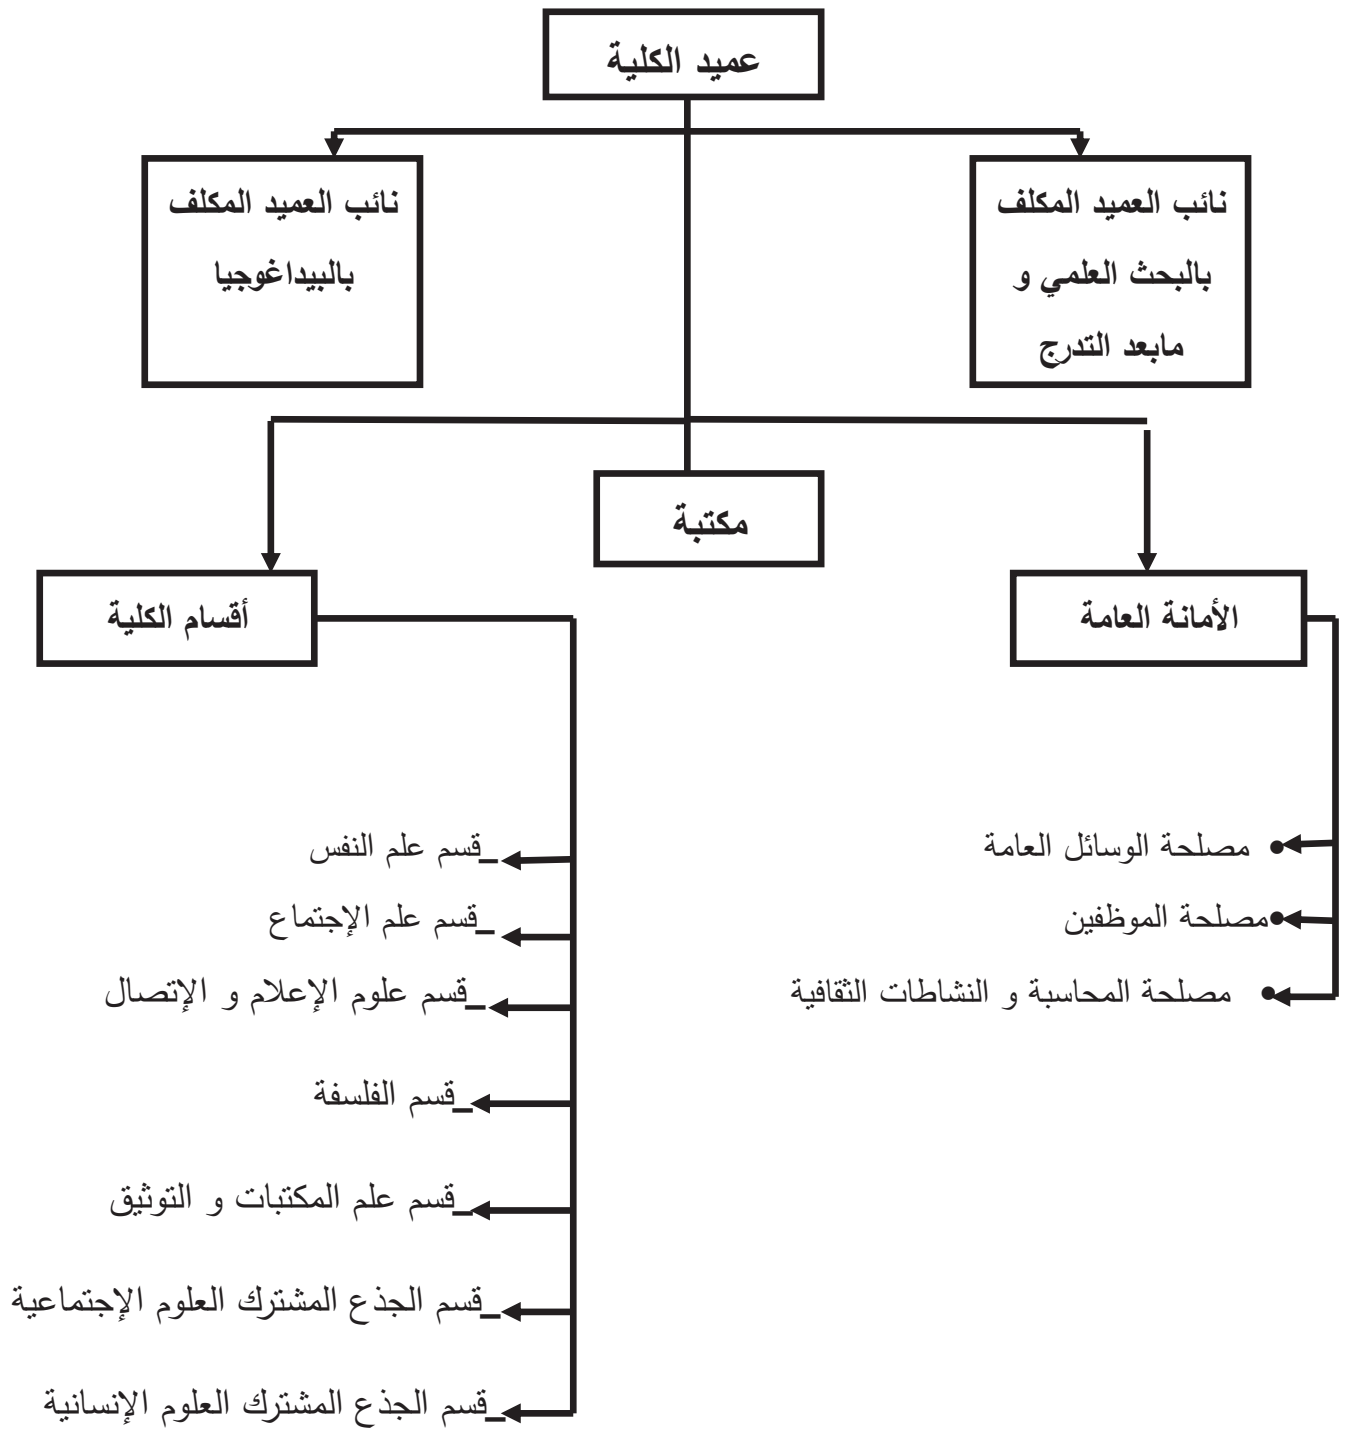 عميد الكلية
نائب العميد المكلف
بالبحث العلمي و
مابعد التدرج
نائب العميد المكلف
بالبيداغوجيا
مكتبة
الأمانة العامة
أقسام الكلية
• مصلحة الوسائل العامة
•مصلحة الموظفين
• مصلحة المحاسبة و النشاطات الثقافية
_قسم علم النفس
_قسم علم الإجتماع
_قسم علوم الإعلام و الإتصال
_قسم الفلسفة
_قسم علم المكتبات و التوثيق
_قسم الجذع المشترك العلوم الإجتماعية
_قسم الجذع المشترك العلوم الإنسانية